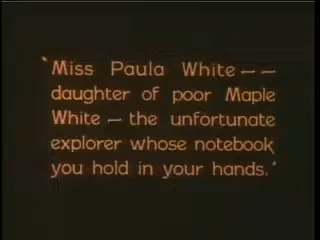 'Miss Paula White — —
daughter of poor Maple
White — the unfortunate
explorer whose notebook
you hold in your hands.'